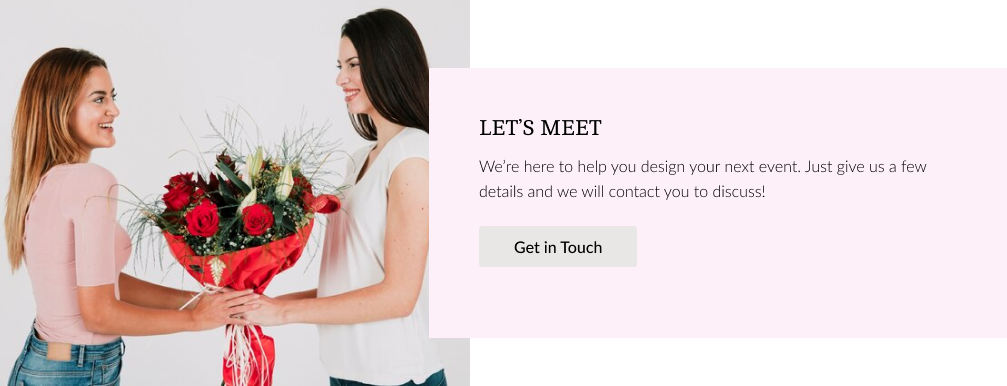 LET’S MEET
We’re here to help you design your next event. Just give us a few
details and we will contact you to discuss!
Get in Touch